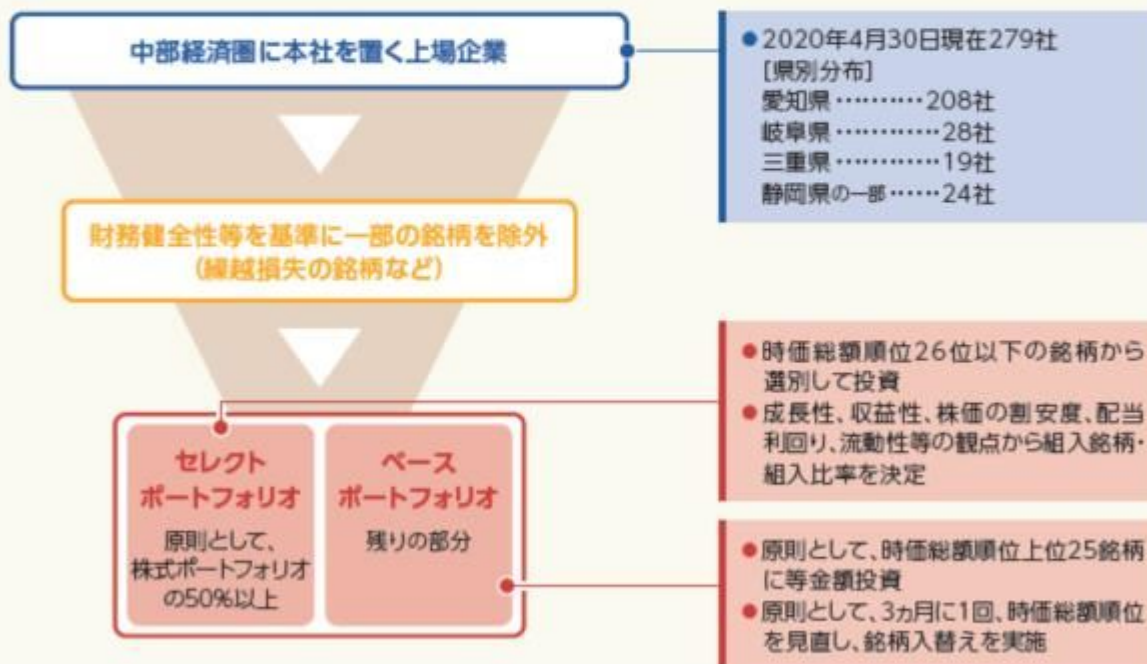 中部経済圏に本社を置く上場企業
●2020年4月30日現在279社
[県別分布]
愛知県…………208社
岐阜県…………28社
三重県…………19社
静岡県の一部……24社
財務健全性等を基準に一部の銘柄を除外
(繰越損失の銘柄など)
●時価総額順位26位以下の銘柄から
選別して投資
●成長性、収益性、株価の割安度、配当
利回り、流動性等の観点から組入銘柄・
組入比率を決定
セレクト
ポートフォリオ
原則として、
株式ポートフォリオ
の50%以上
ベース
ポートフォリオ
残りの部分
●原則として、時価総額順位上位25銘柄
に等金額投資
●原則として、3ヵ月に1回、時価総額順位
を見直し、銘柄入替えを実施